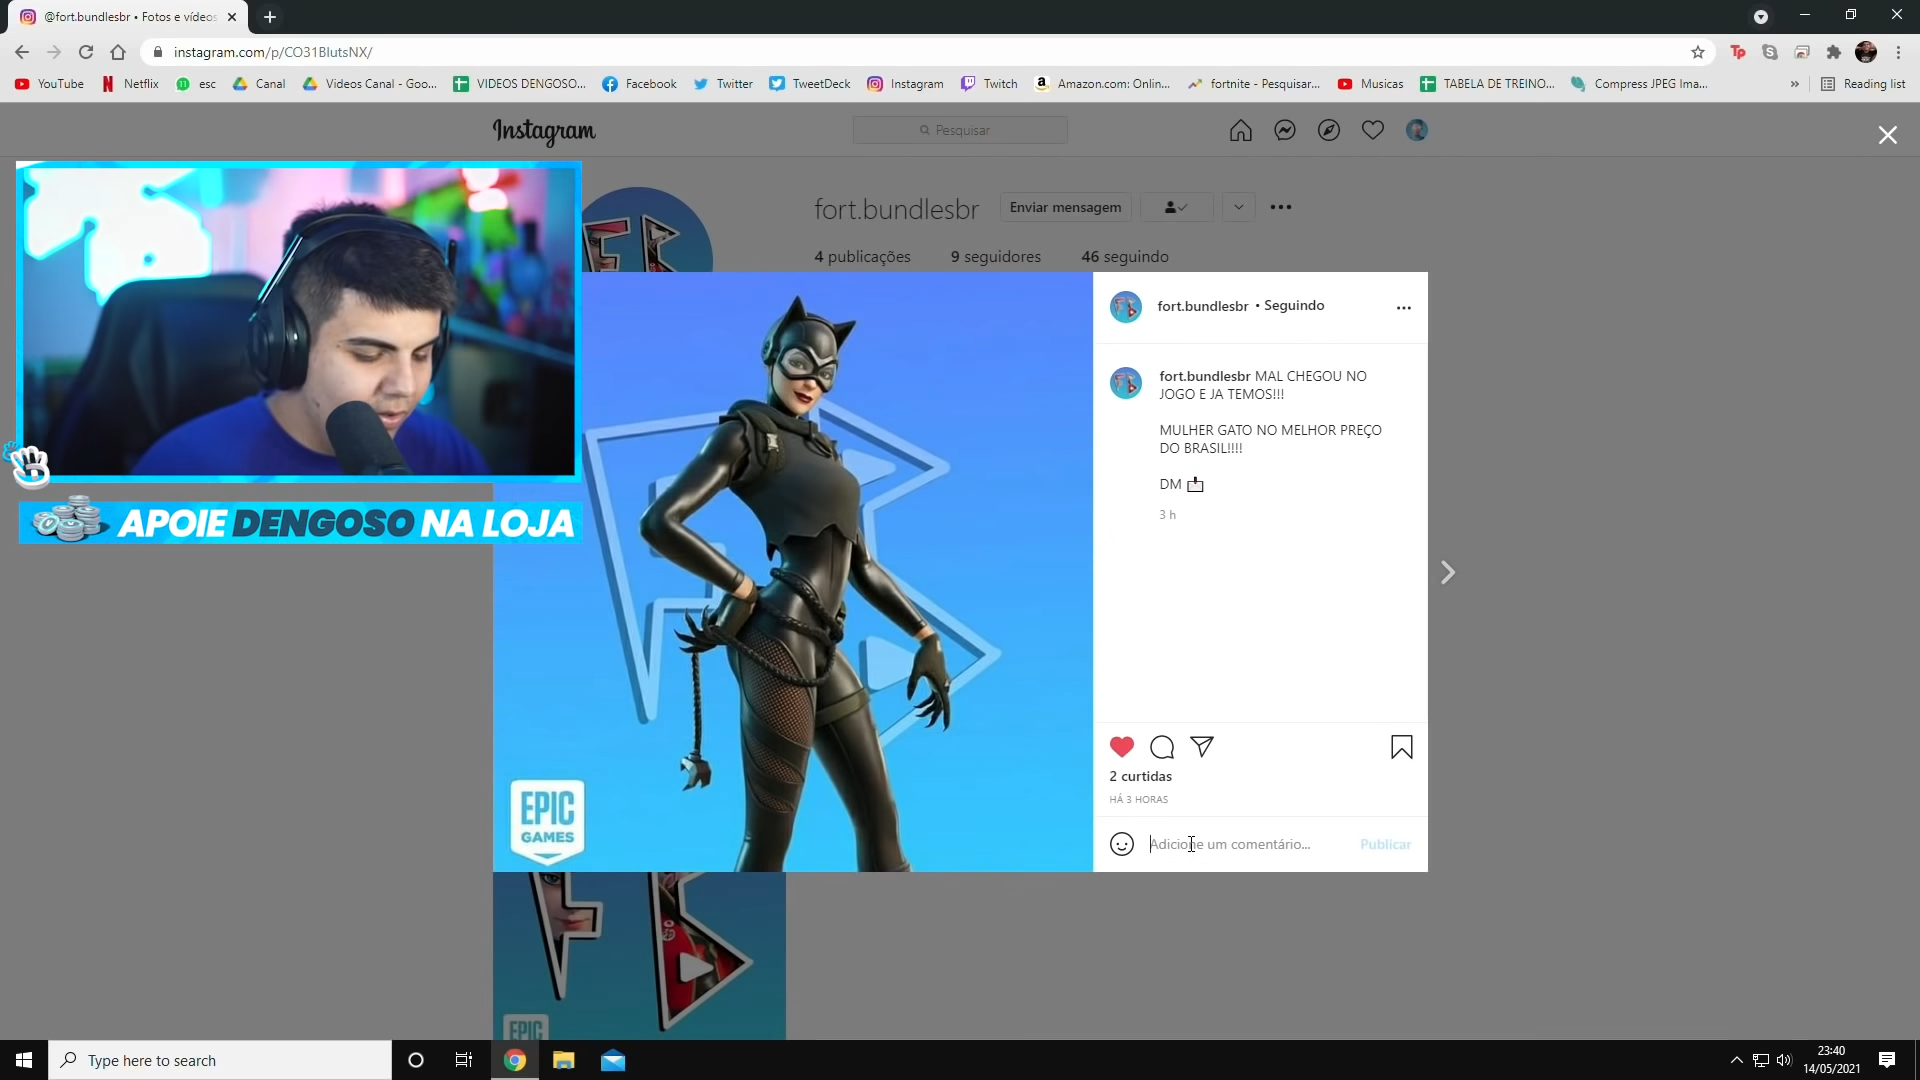 @fort.bundlesbr • Fotos e vídeos
instagram.com/p/CO31BIutsNX/
YouTube
Netflix
esc
Canal
Videos Canal - Goo...
VIDEOS DENGOSO...
Facebook
Twitter
TweetDeck
Instagram
Twitch
Amazon.com: Onlin...
fortnite - Pesquisar...
Musicas
TABELA DE TREINO...
Compress JPEG Ima...
Reading list
Instagram
Pesquisar
fort.bundlesbr
Enviar mensagem
4 publicações
9 seguidores
46 seguindo
APOIE DENGOSO NA LOJA
fort.bundlesbr • Seguindo
fort.bundlesbr MAL CHEGOU NO
JOGO E JA TEMOS!!!
MULHER GATO NO MELHOR PREÇO
DO BRASIL!!!!
DM
3 h
2 curtidas
HÁ 3 HORAS
Adicione um comentário...
Publicar
EPIC
GAMES
EPIC
Type here to search
23:40
14/05/2021